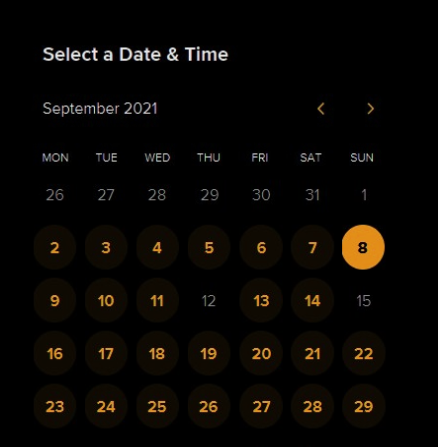 Select a Date & Time
September 2021
MON TUE WED THU FRI SAT SUN
26 27 28 29 30 31 1
2 3 4 5 6 7 8
9 10 11 12 13 14 15
16 17 18 19 20 21 22
23 24 25 26 27 28 29